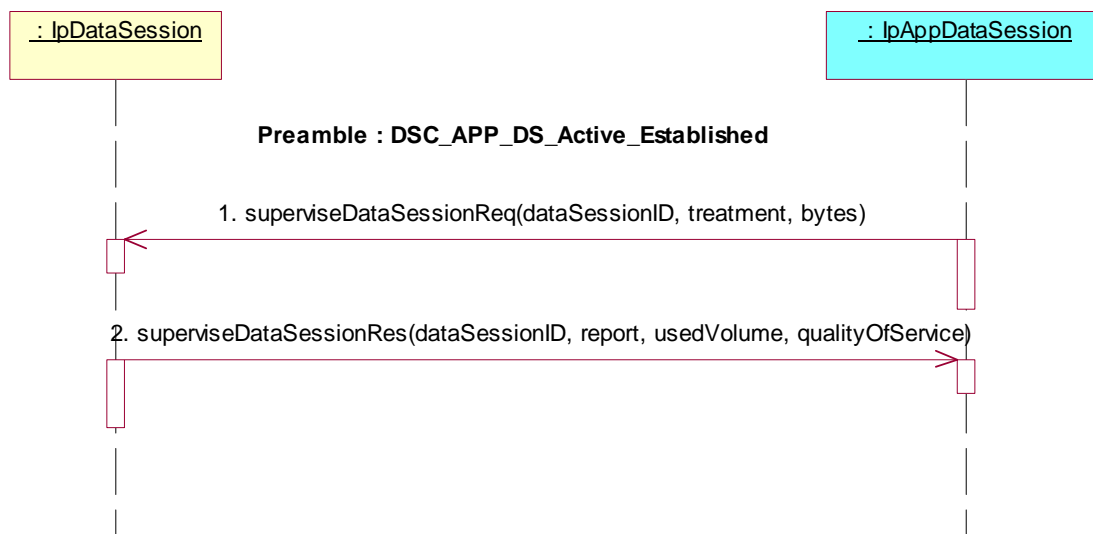 : IpDataSession
: IpAppDataSession
Preamble : DSC_APP_DS_Active_Established
1. superviseDataSessionReq(dataSessionID, treatment, bytes)
2. superviseDataSessionRes(dataSessionID, report, usedVolume, qualityOfService)